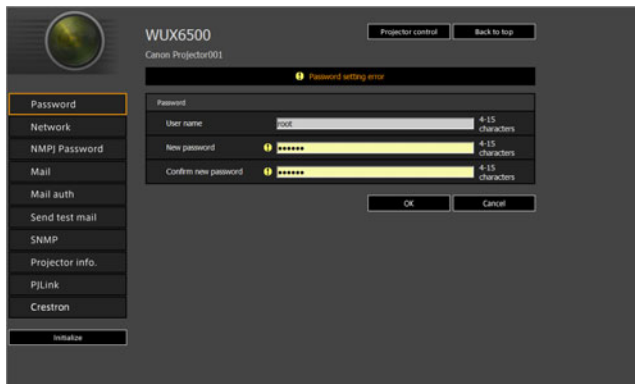 WUX6500
Projector control
Back to top
Canon Projector001
Password setting error
Password
Network
NMPJ Password
Mail
Mail auth
Send test mail
SNMP
Projector info.
PJLink
Crestron
Initialize
Password
User name root 4-15 characters
New password •••••• 4-15 characters
Confirm new password •••••• 4-15 characters
OK
Cancel